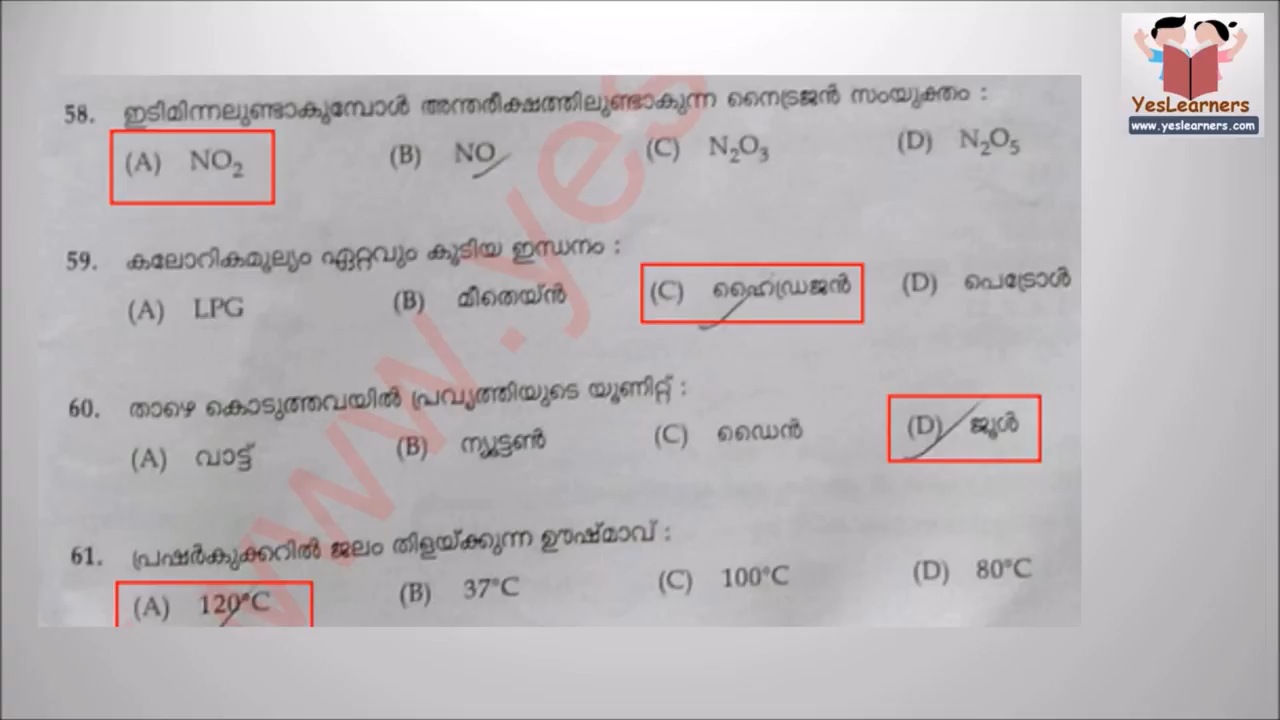 YesLearners
www.yeslearners.com
58. ഇടിമിന്നലുണ്ടാകുമ്പോൾ അന്തരീക്ഷത്തിലുണ്ടാകുന്ന നൈട്രജൻ സംയുക്തം :
(A) NO₂ (B) NO (C) N₂O₃ (D) N₂O₅
59. കലോറികമൂല്യം ഏറ്റവും കൂടിയ ഇന്ധനം :
(A) LPG (B) മീതെയ്ൻ (C) ഹൈഡ്രജൻ (D) പെട്രോൾ
60. താഴെ കൊടുത്തവയിൽ പ്രവൃത്തിയുടെ യൂണിറ്റ് :
(A) വാട്ട് (B) ന്യൂട്ടൺ (C) ഡൈൻ (D) ജൂൾ
61. പ്രഷർകുക്കറിൽ ജലം തിളയ്ക്കുന്ന ഊഷ്മാവ് :
(A) 120°C (B) 37°C (C) 100°C (D) 80°C
www.yes